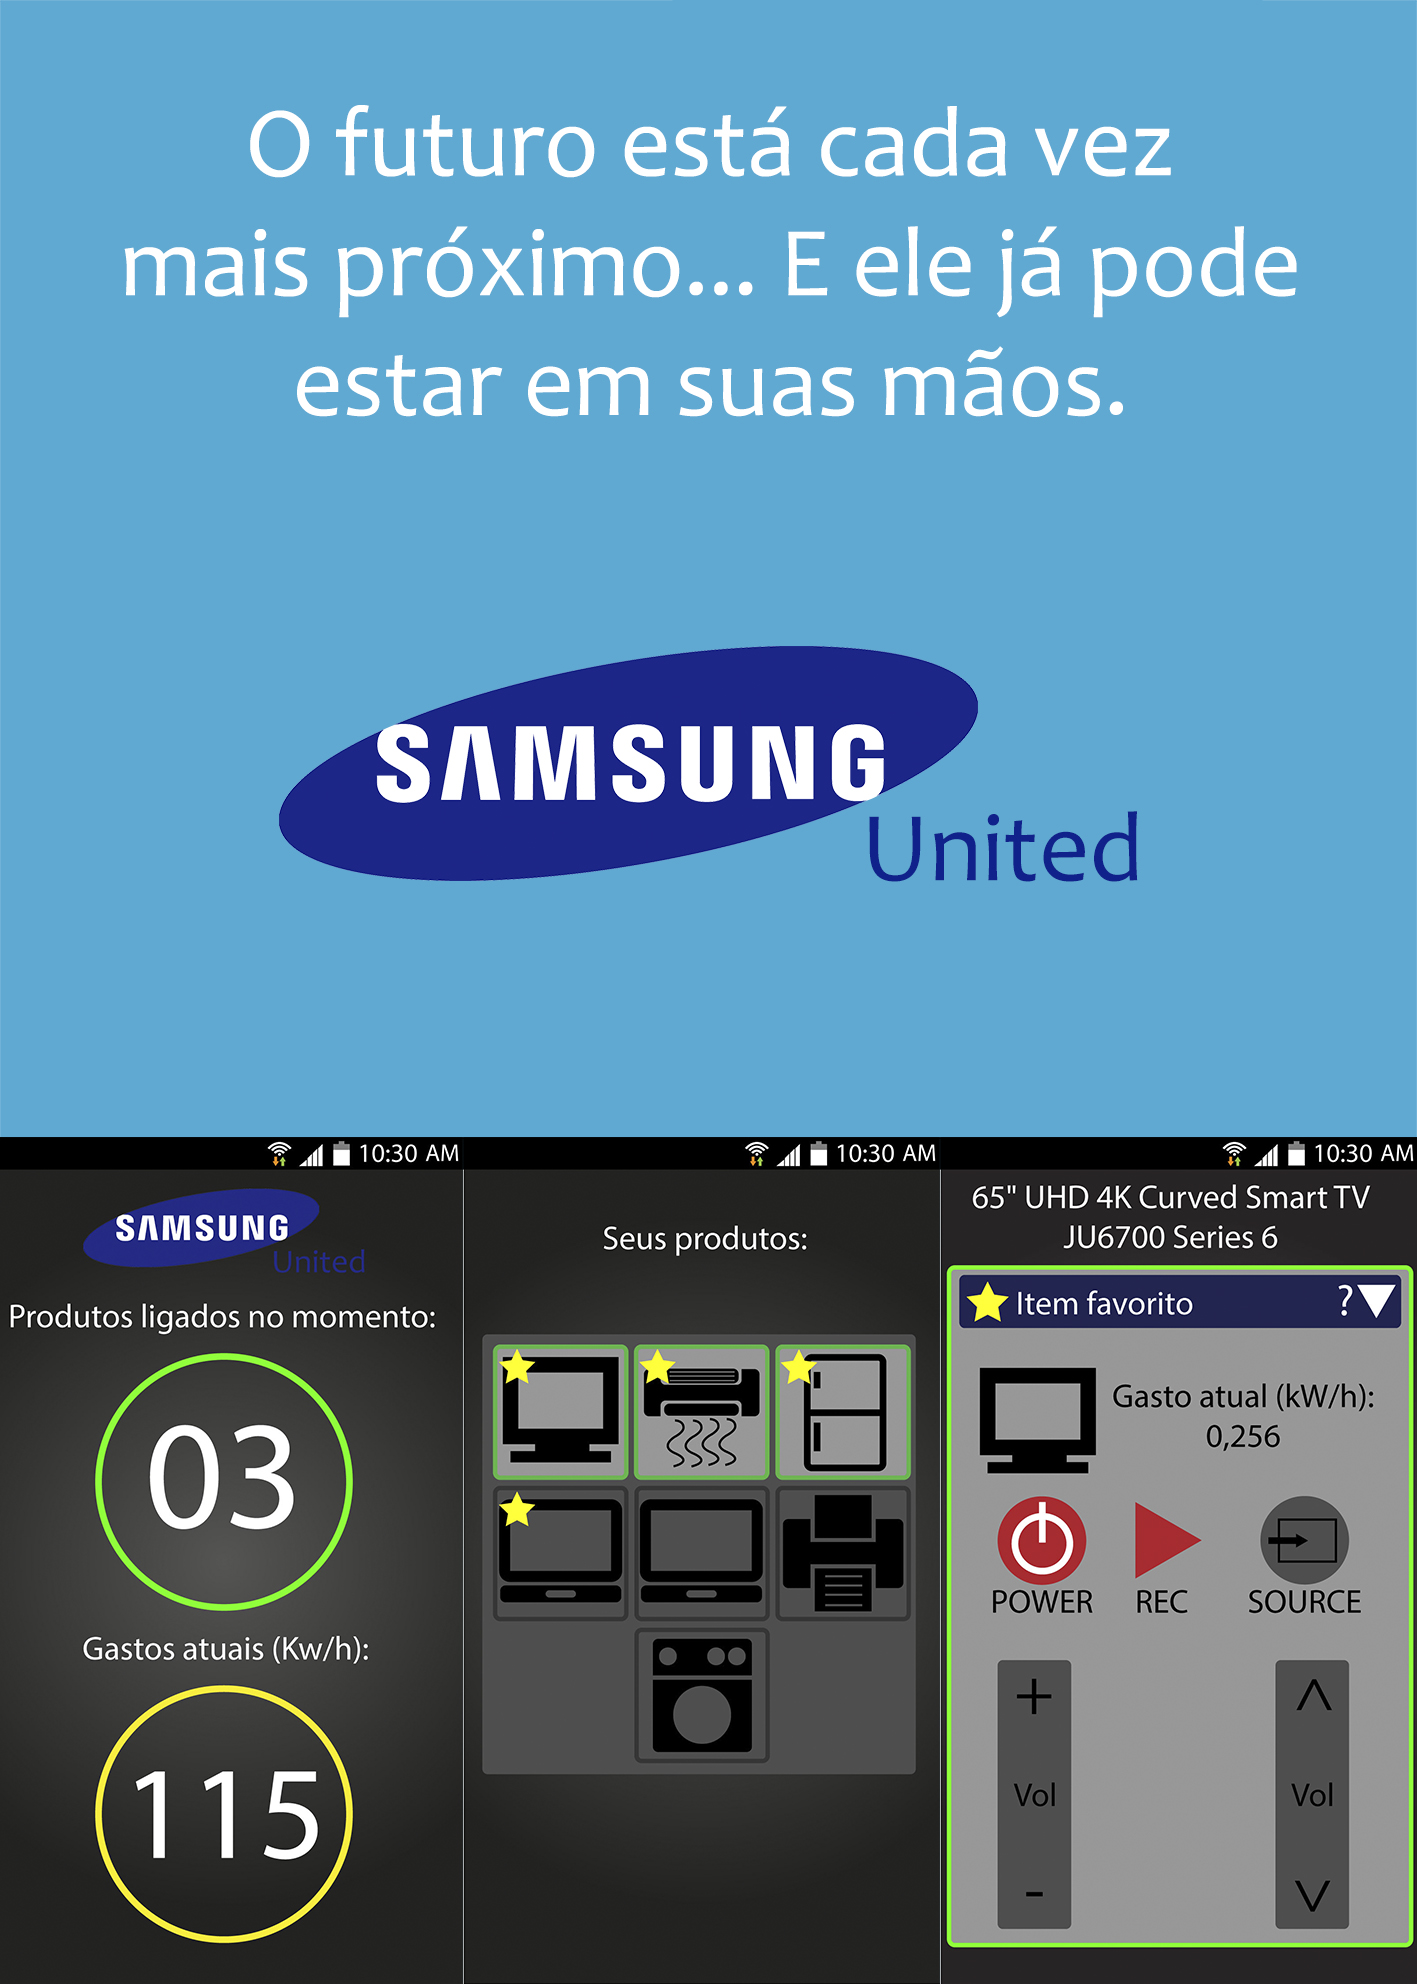 O futuro está cada vez
mais próximo... E ele já pode
estar em suas mãos.
SAMSUNG
United
10:30 AM
SAMSUNG
United
Produtos ligados no momento:
03
Gastos atuais (Kw/h):
115
10:30 AM
Seus produtos:
10:30 AM
65" UHD 4K Curved Smart TV
JU6700 Series 6
Item favorito ?
Gasto atual (kW/h):
0,256
POWER REC SOURCE
+
Vol
-
Vol